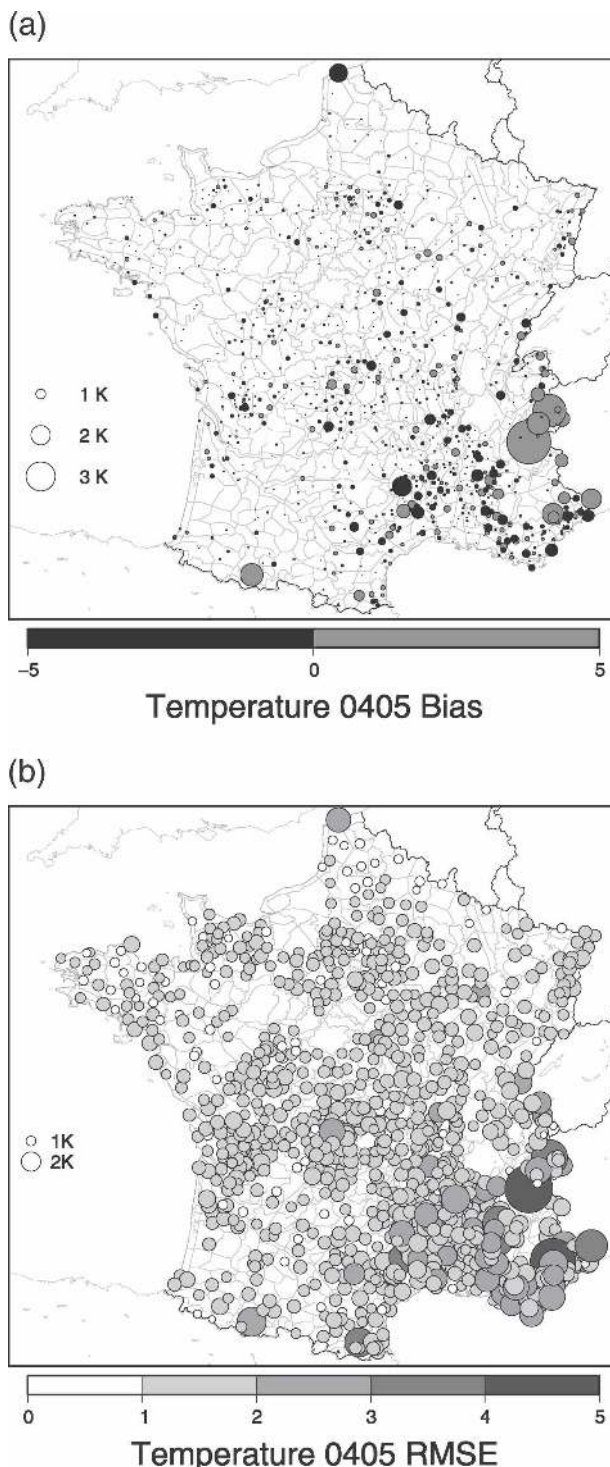 (a)
1 K
2 K
3 K
−5 0 5
Temperature 0405 Bias
(b)
1K
2K
0 1 2 3 4 5
Temperature 0405 RMSE